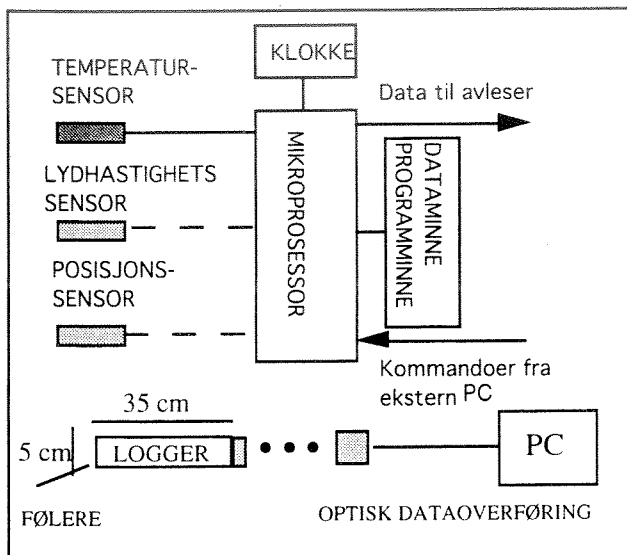 KLOKKE
TEMPERATUR-
SENSOR
Data til avleser
LYDHASTIGHETS
SENSOR
MIKROPROSESSOR
DATAMINNE
PROGRAMMINNE
POSISJONS-
SENSOR
Kommandoer fra
ekstern PC
35 cm
5 cm
LOGGER
PC
FØLERE
OPTISK DATAOVERFØRING